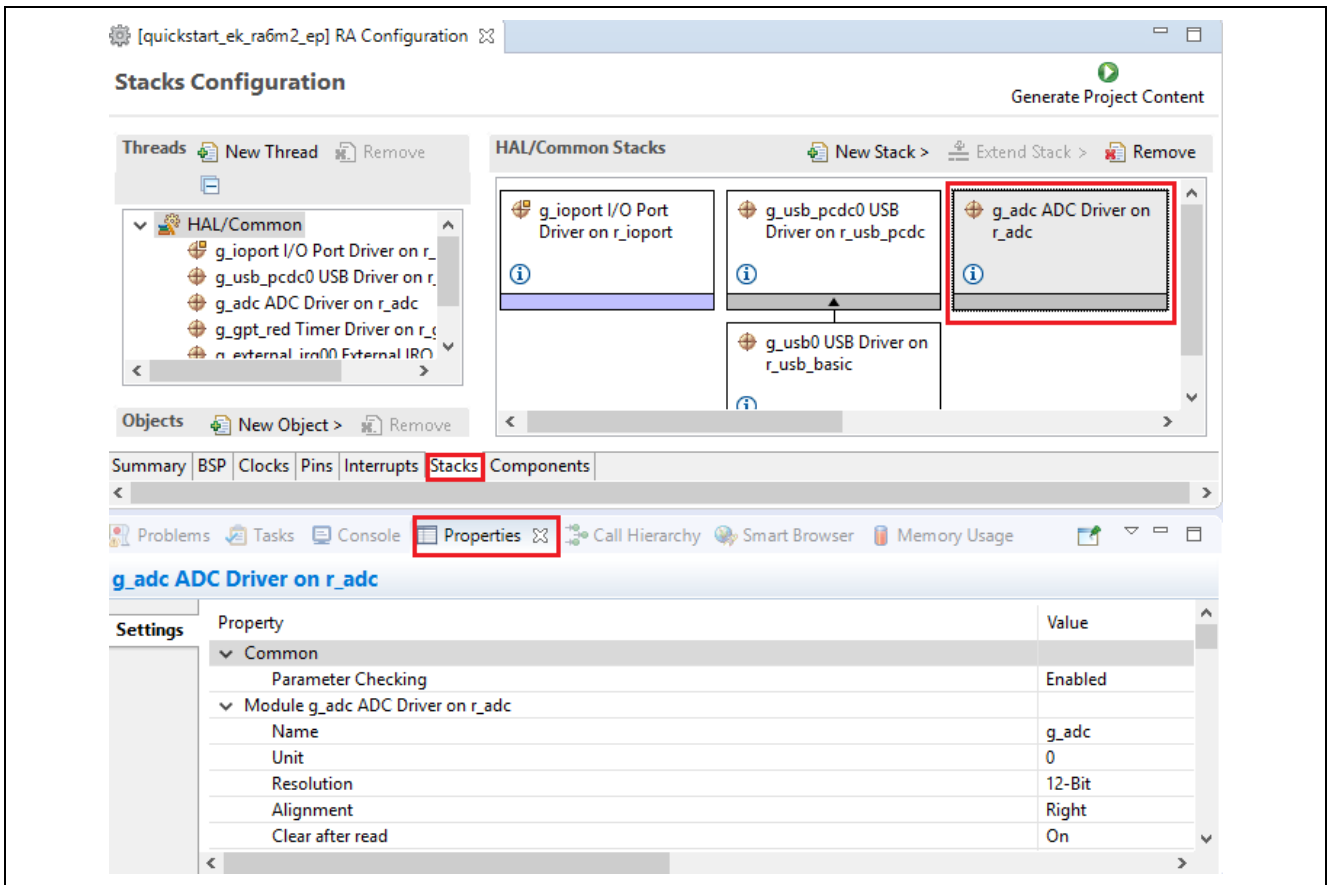 [quickstart_ek_ra6m2_ep] RA Configuration
Stacks Configuration
Generate Project Content
Threads New Thread Remove
HAL/Common Stacks New Stack > Extend Stack > Remove
HAL/Common
g_ioport I/O Port Driver on r_
g_usb_pcdc0 USB Driver on r_
g_adc ADC Driver on r_adc
g_gpt_red Timer Driver on r_g
g_external_irq00 External IRQ
g_ioport I/O Port
Driver on r_ioport
g_usb_pcdc0 USB
Driver on r_usb_pcdc
g_adc ADC Driver on
r_adc
g_usb0 USB Driver on
r_usb_basic
Objects New Object > Remove
Summary BSP Clocks Pins Interrupts Stacks Components
Problems Tasks Console Properties Call Hierarchy Smart Browser Memory Usage
g_adc ADC Driver on r_adc
Settings
Property Value
Common
Parameter Checking Enabled
Module g_adc ADC Driver on r_adc
Name g_adc
Unit 0
Resolution 12-Bit
Alignment Right
Clear after read On